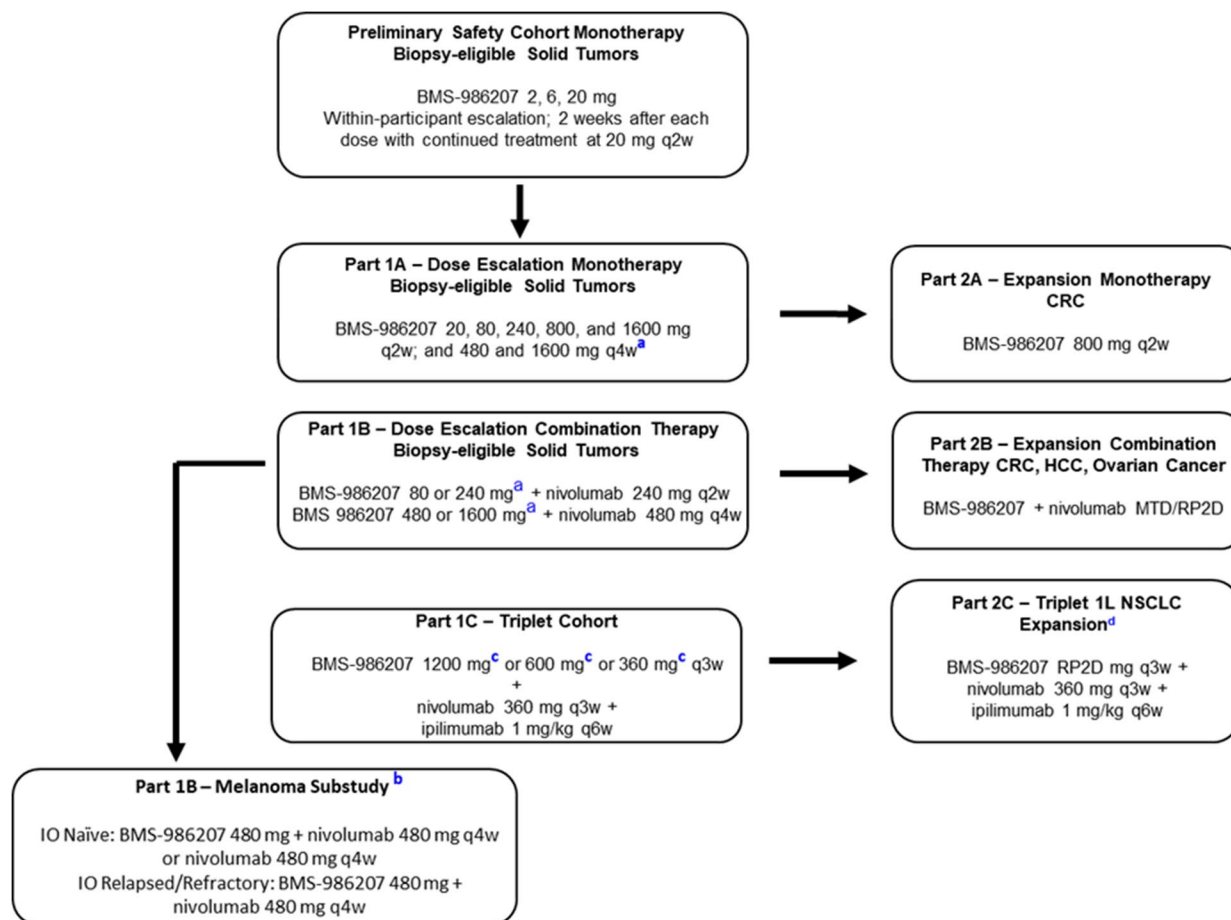 Preliminary Safety Cohort Monotherapy
Biopsy-eligible Solid Tumors
BMS-986207 2, 6, 20 mg
Within-participant escalation; 2 weeks after each
dose with continued treatment at 20 mg q2w
Part 1A – Dose Escalation Monotherapy
Biopsy-eligible Solid Tumors
BMS-986207 20, 80, 240, 800, and 1600 mg
q2w; and 480 and 1600 mg q4wa
Part 2A – Expansion Monotherapy
CRC
BMS-986207 800 mg q2w
Part 1B – Dose Escalation Combination Therapy
Biopsy-eligible Solid Tumors
BMS-986207 80 or 240 mga + nivolumab 240 mg q2w
BMS 986207 480 or 1600 mga + nivolumab 480 mg q4w
Part 2B – Expansion Combination
Therapy CRC, HCC, Ovarian Cancer
BMS-986207 + nivolumab MTD/RP2D
Part 1C – Triplet Cohort
BMS-986207 1200 mgc or 600 mgc or 360 mgc q3w
+
nivolumab 360 mg q3w +
ipilimumab 1 mg/kg q6w
Part 2C – Triplet 1L NSCLC
Expansiond
BMS-986207 RP2D mg q3w +
nivolumab 360 mg q3w +
ipilimumab 1 mg/kg q6w
Part 1B – Melanoma Substudy b
IO Naïve: BMS-986207 480 mg + nivolumab 480 mg q4w
or nivolumab 480 mg q4w
IO Relapsed/Refractory: BMS-986207 480 mg +
nivolumab 480 mg q4w